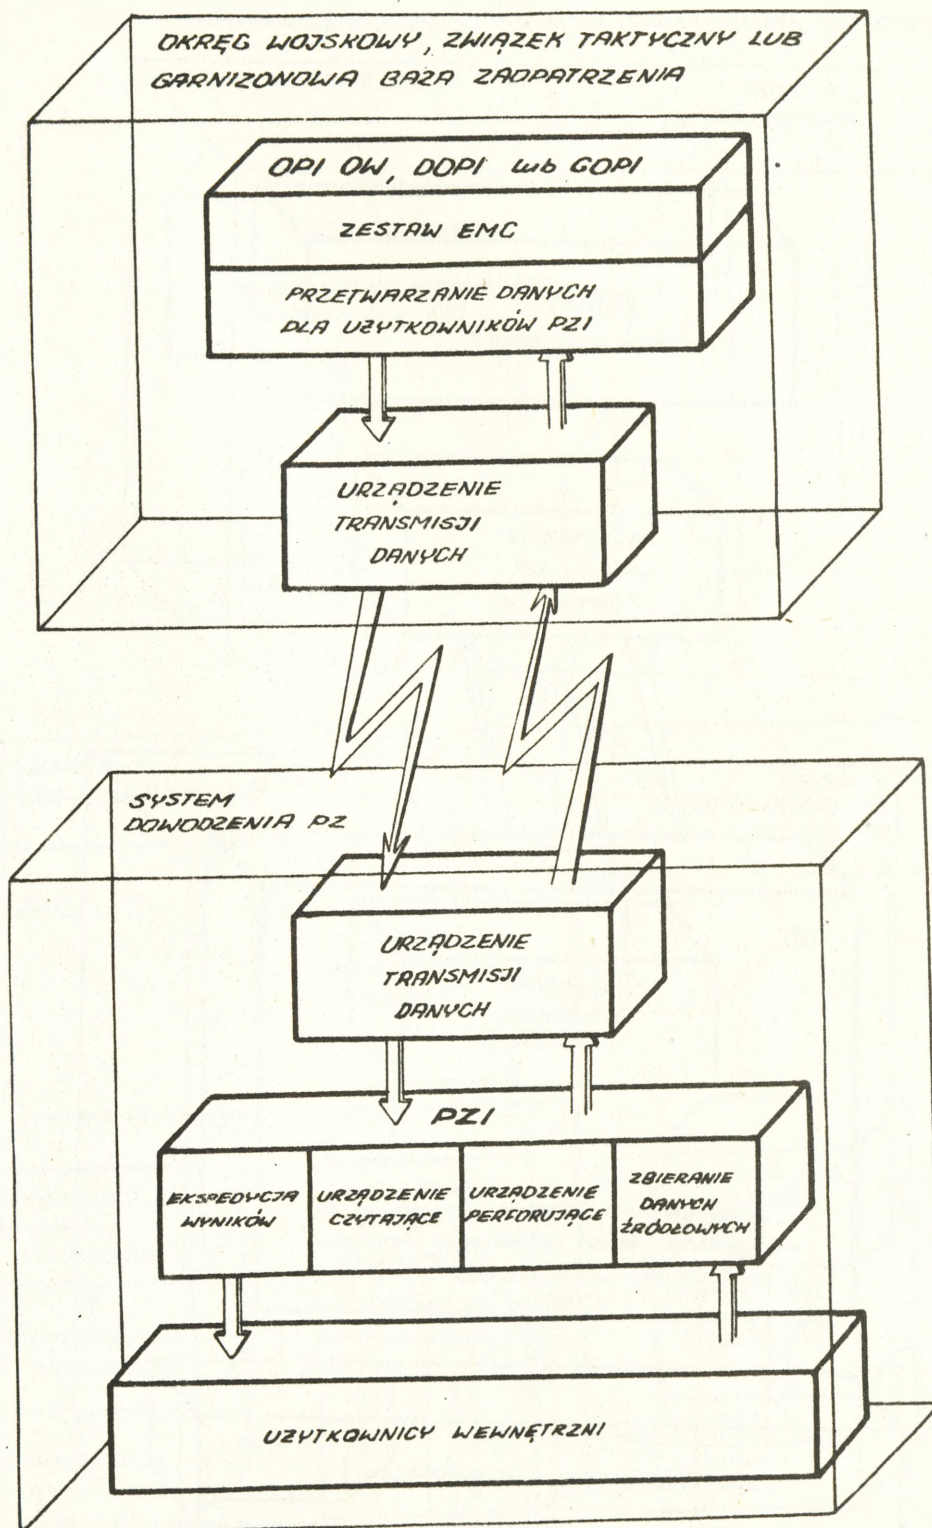 OKRĘG WOJSKOWY, ZWIĄZEK TAKTYCZNY LUB
GARNIZONOWA BAZA ZAOPATRZENIA
OPI OW, DOPI lub GOPI
ZESTAW EMC
PRZETWARZANIE DANYCH
DLA UŻYTKOWNIKÓW PZI
URZĄDZENIE
TRANSMISJI
DANYCH
SYSTEM
DOWODZENIA PZ
URZĄDZENIE
TRANSMISJI
DANYCH
PZI
EKSPEDYCJA
WYNIKÓW
URZĄDZENIE
CZYTAJĄCE
URZĄDZENIE
PERFORUJĄCE
ZBIERANIE
DANYCH
ŹRÓDŁOWYCH
UŻYTKOWNICY WEWNĘTRZNI